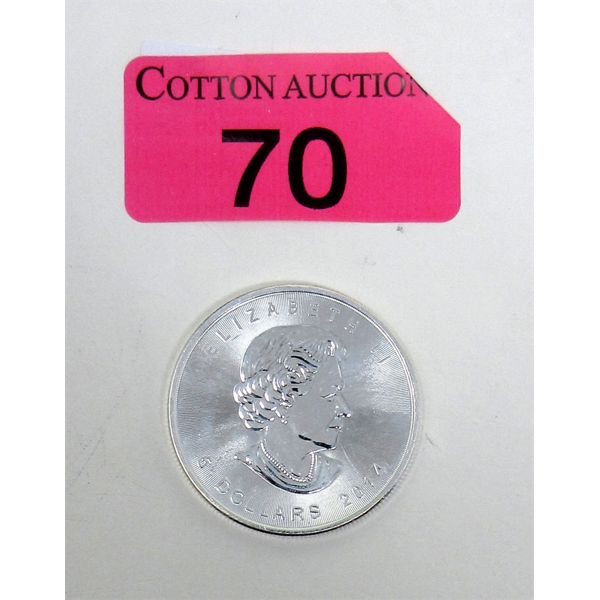 COTTON AUCTION
70
ELIZABETH II
5 DOLLARS 2014